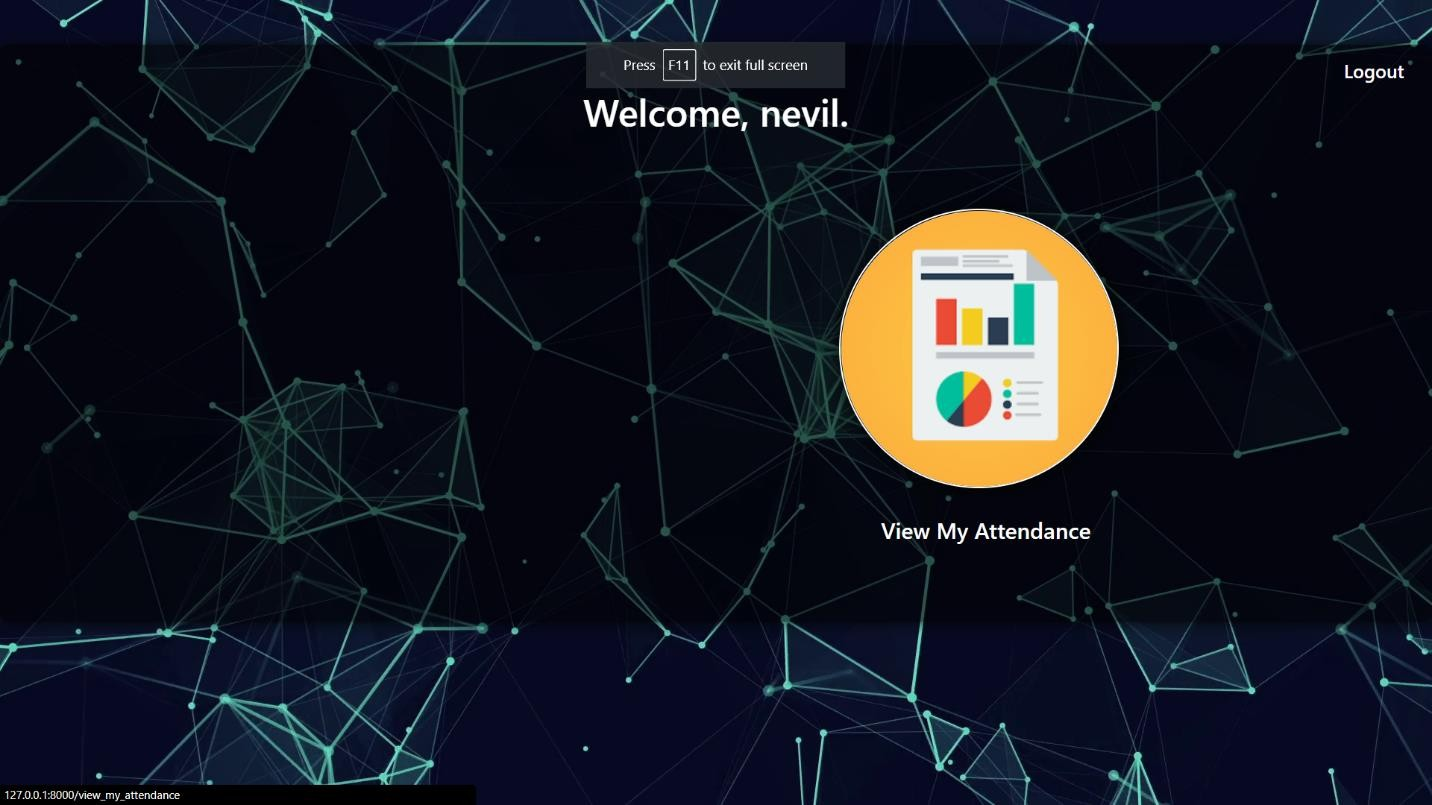 Press F11 to exit full screen
Logout
Welcome, nevil.
View My Attendance
127.0.0.1:8000/view_my_attendance